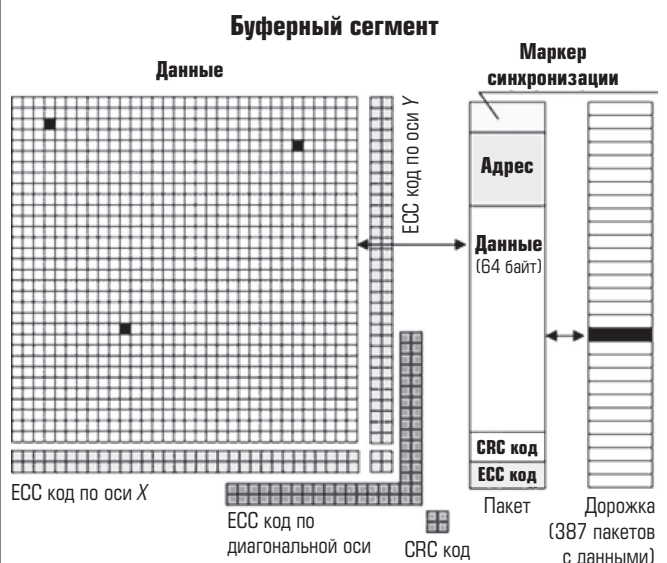 Буферный сегмент
Данные
ECC код по оси Y
ECC код по оси X
ECC код по
диагональной оси
CRC код
Маркер
синхронизации
Адрес
Данные
(64 байт)
CRC код
ECC код
Пакет
Дорожка
(387 пакетов
с данными)